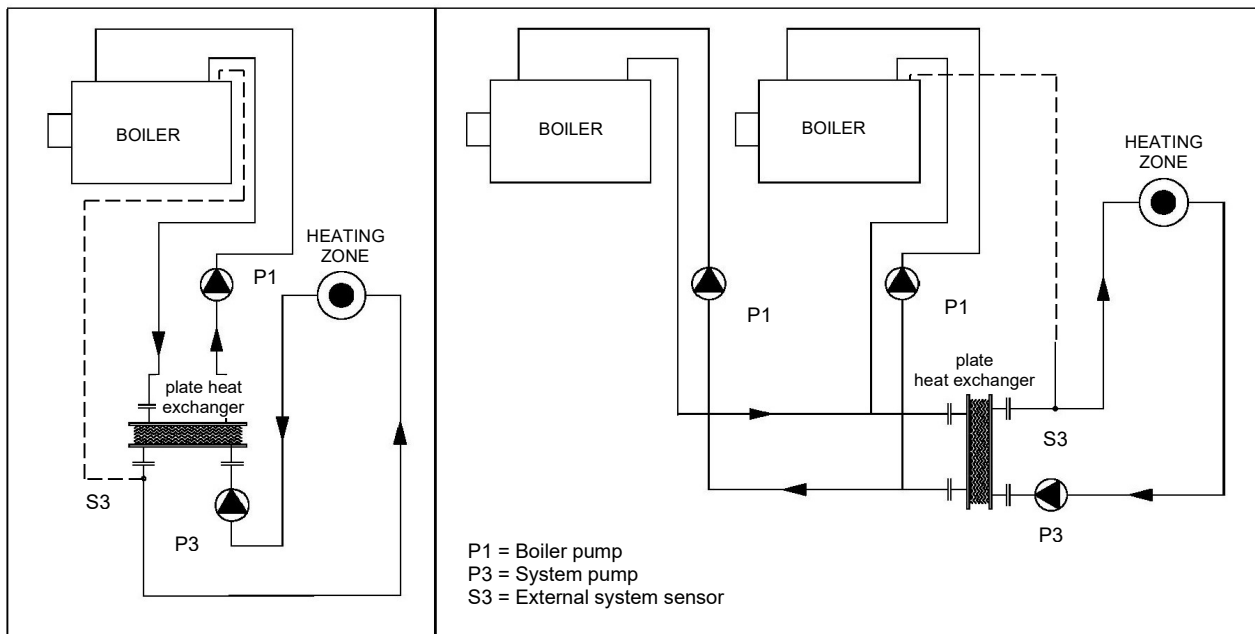 BOILER
HEATING
ZONE
P1
plate heat
exchanger
S3
P3
BOILER
BOILER
HEATING
ZONE
P1
P1
plate
heat exchanger
S3
P3
P1 = Boiler pump
P3 = System pump
S3 = External system sensor